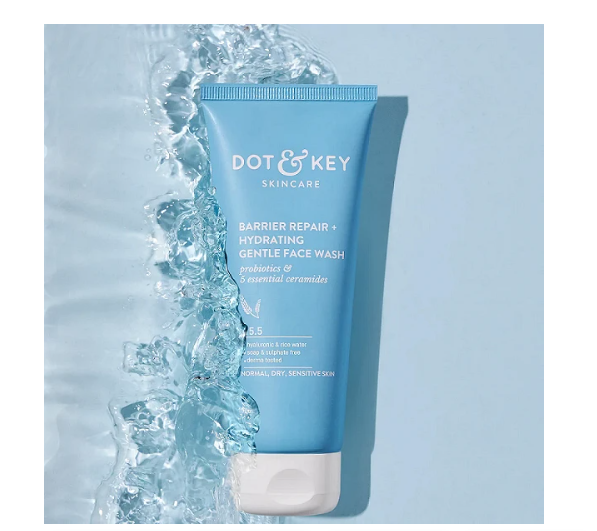 DOT & KEY
SKINCARE
BARRIER REPAIR +
HYDRATING
GENTLE FACE WASH
probiotics &
5 essential ceramides
5.5
hyaluronic & rice water
soap & sulphate free
derma tested
NORMAL, DRY, SENSITIVE SKIN